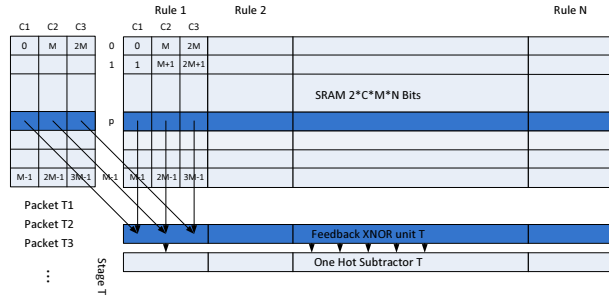 Rule 1 Rule 2 Rule N
C1 C2 C3 C1 C2 C3
0 M 2M 0 0 M 2M
1 1 M+1 2M+1
SRAM 2*C*M*N Bits
p
M-1 2M-1 3M-1 M-1 M-1 2M-1 3M-1
Packet T1
Packet T2
Packet T3
...
Stage T
Feedback XNOR unit T
One Hot Subtractor T